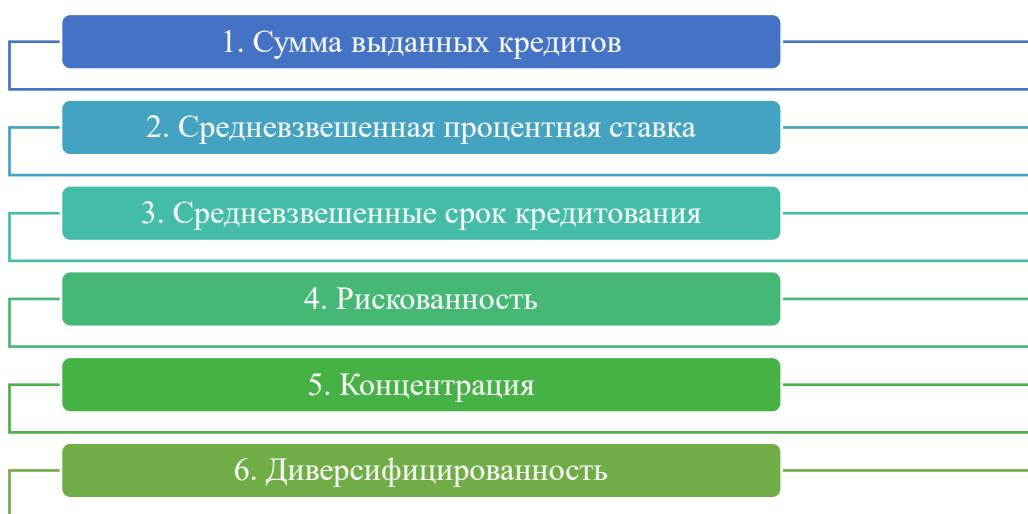 1. Сумма выданных кредитов
2. Средневзвешенная процентная ставка
3. Средневзвешенные срок кредитования
4. Рискованность
5. Концентрация
6. Диверсифицированность